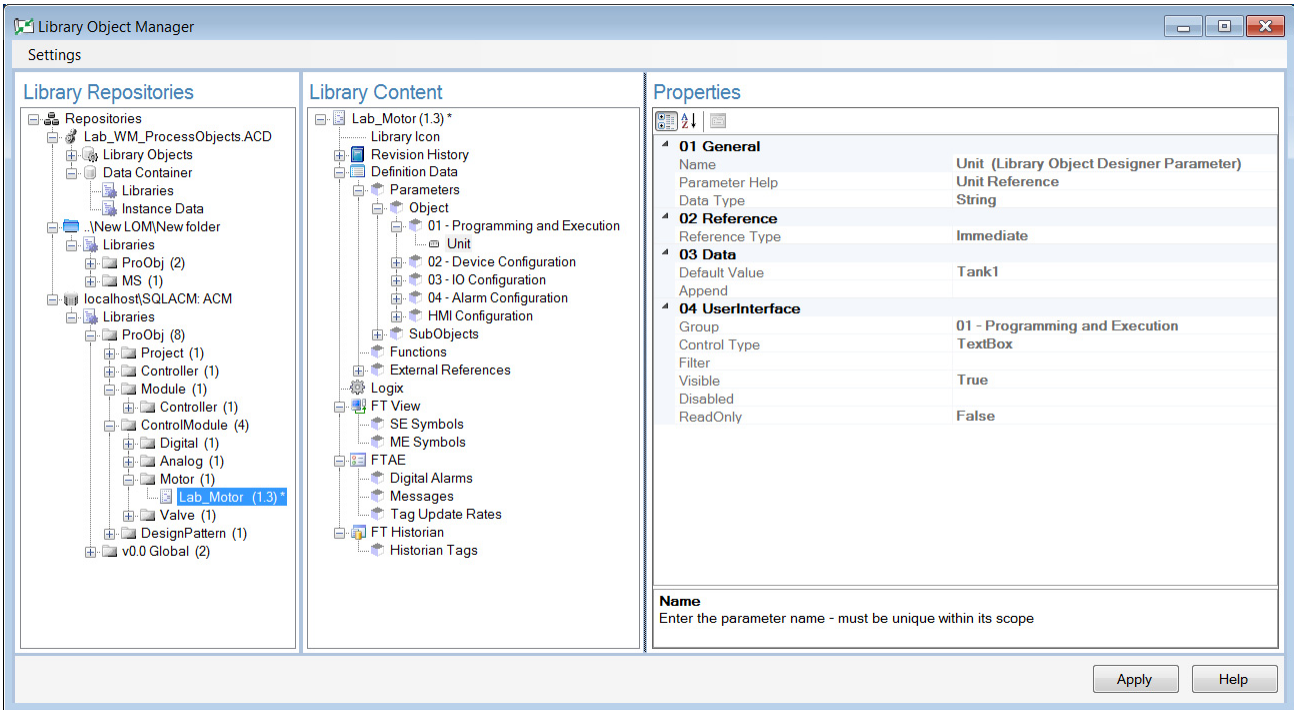 Library Object Manager
Settings
Library Repositories
Repositories
Lab_WM_ProcessObjects.ACD
Library Objects
Data Container
Libraries
Instance Data
..\New LOM\New folder
Libraries
ProObj (2)
MS (1)
localhost\SQLACM: ACM
Libraries
ProObj (8)
Project (1)
Controller (1)
Module (1)
Controller (1)
ControlModule (4)
Digital (1)
Analog (1)
Motor (1)
Lab_Motor (1.3) *
Valve (1)
DesignPattern (1)
v0.0 Global (2)
Library Content
Lab_Motor (1.3) *
Library Icon
Revision History
Definition Data
Parameters
Object
01 - Programming and Execution
Unit
02 - Device Configuration
03 - IO Configuration
04 - Alarm Configuration
HMI Configuration
SubObjects
Functions
External References
Logix
FT View
SE Symbols
ME Symbols
FTAE
Digital Alarms
Messages
Tag Update Rates
FT Historian
Historian Tags
Properties
01 General
Name Unit (Library Object Designer Parameter)
Parameter Help Unit Reference
Data Type String
02 Reference
Reference Type Immediate
03 Data
Default Value Tank1
Append
04 UserInterface
Group 01 - Programming and Execution
Control Type TextBox
Filter
Visible True
Disabled
ReadOnly False
Name
Enter the parameter name - must be unique within its scope
Apply Help